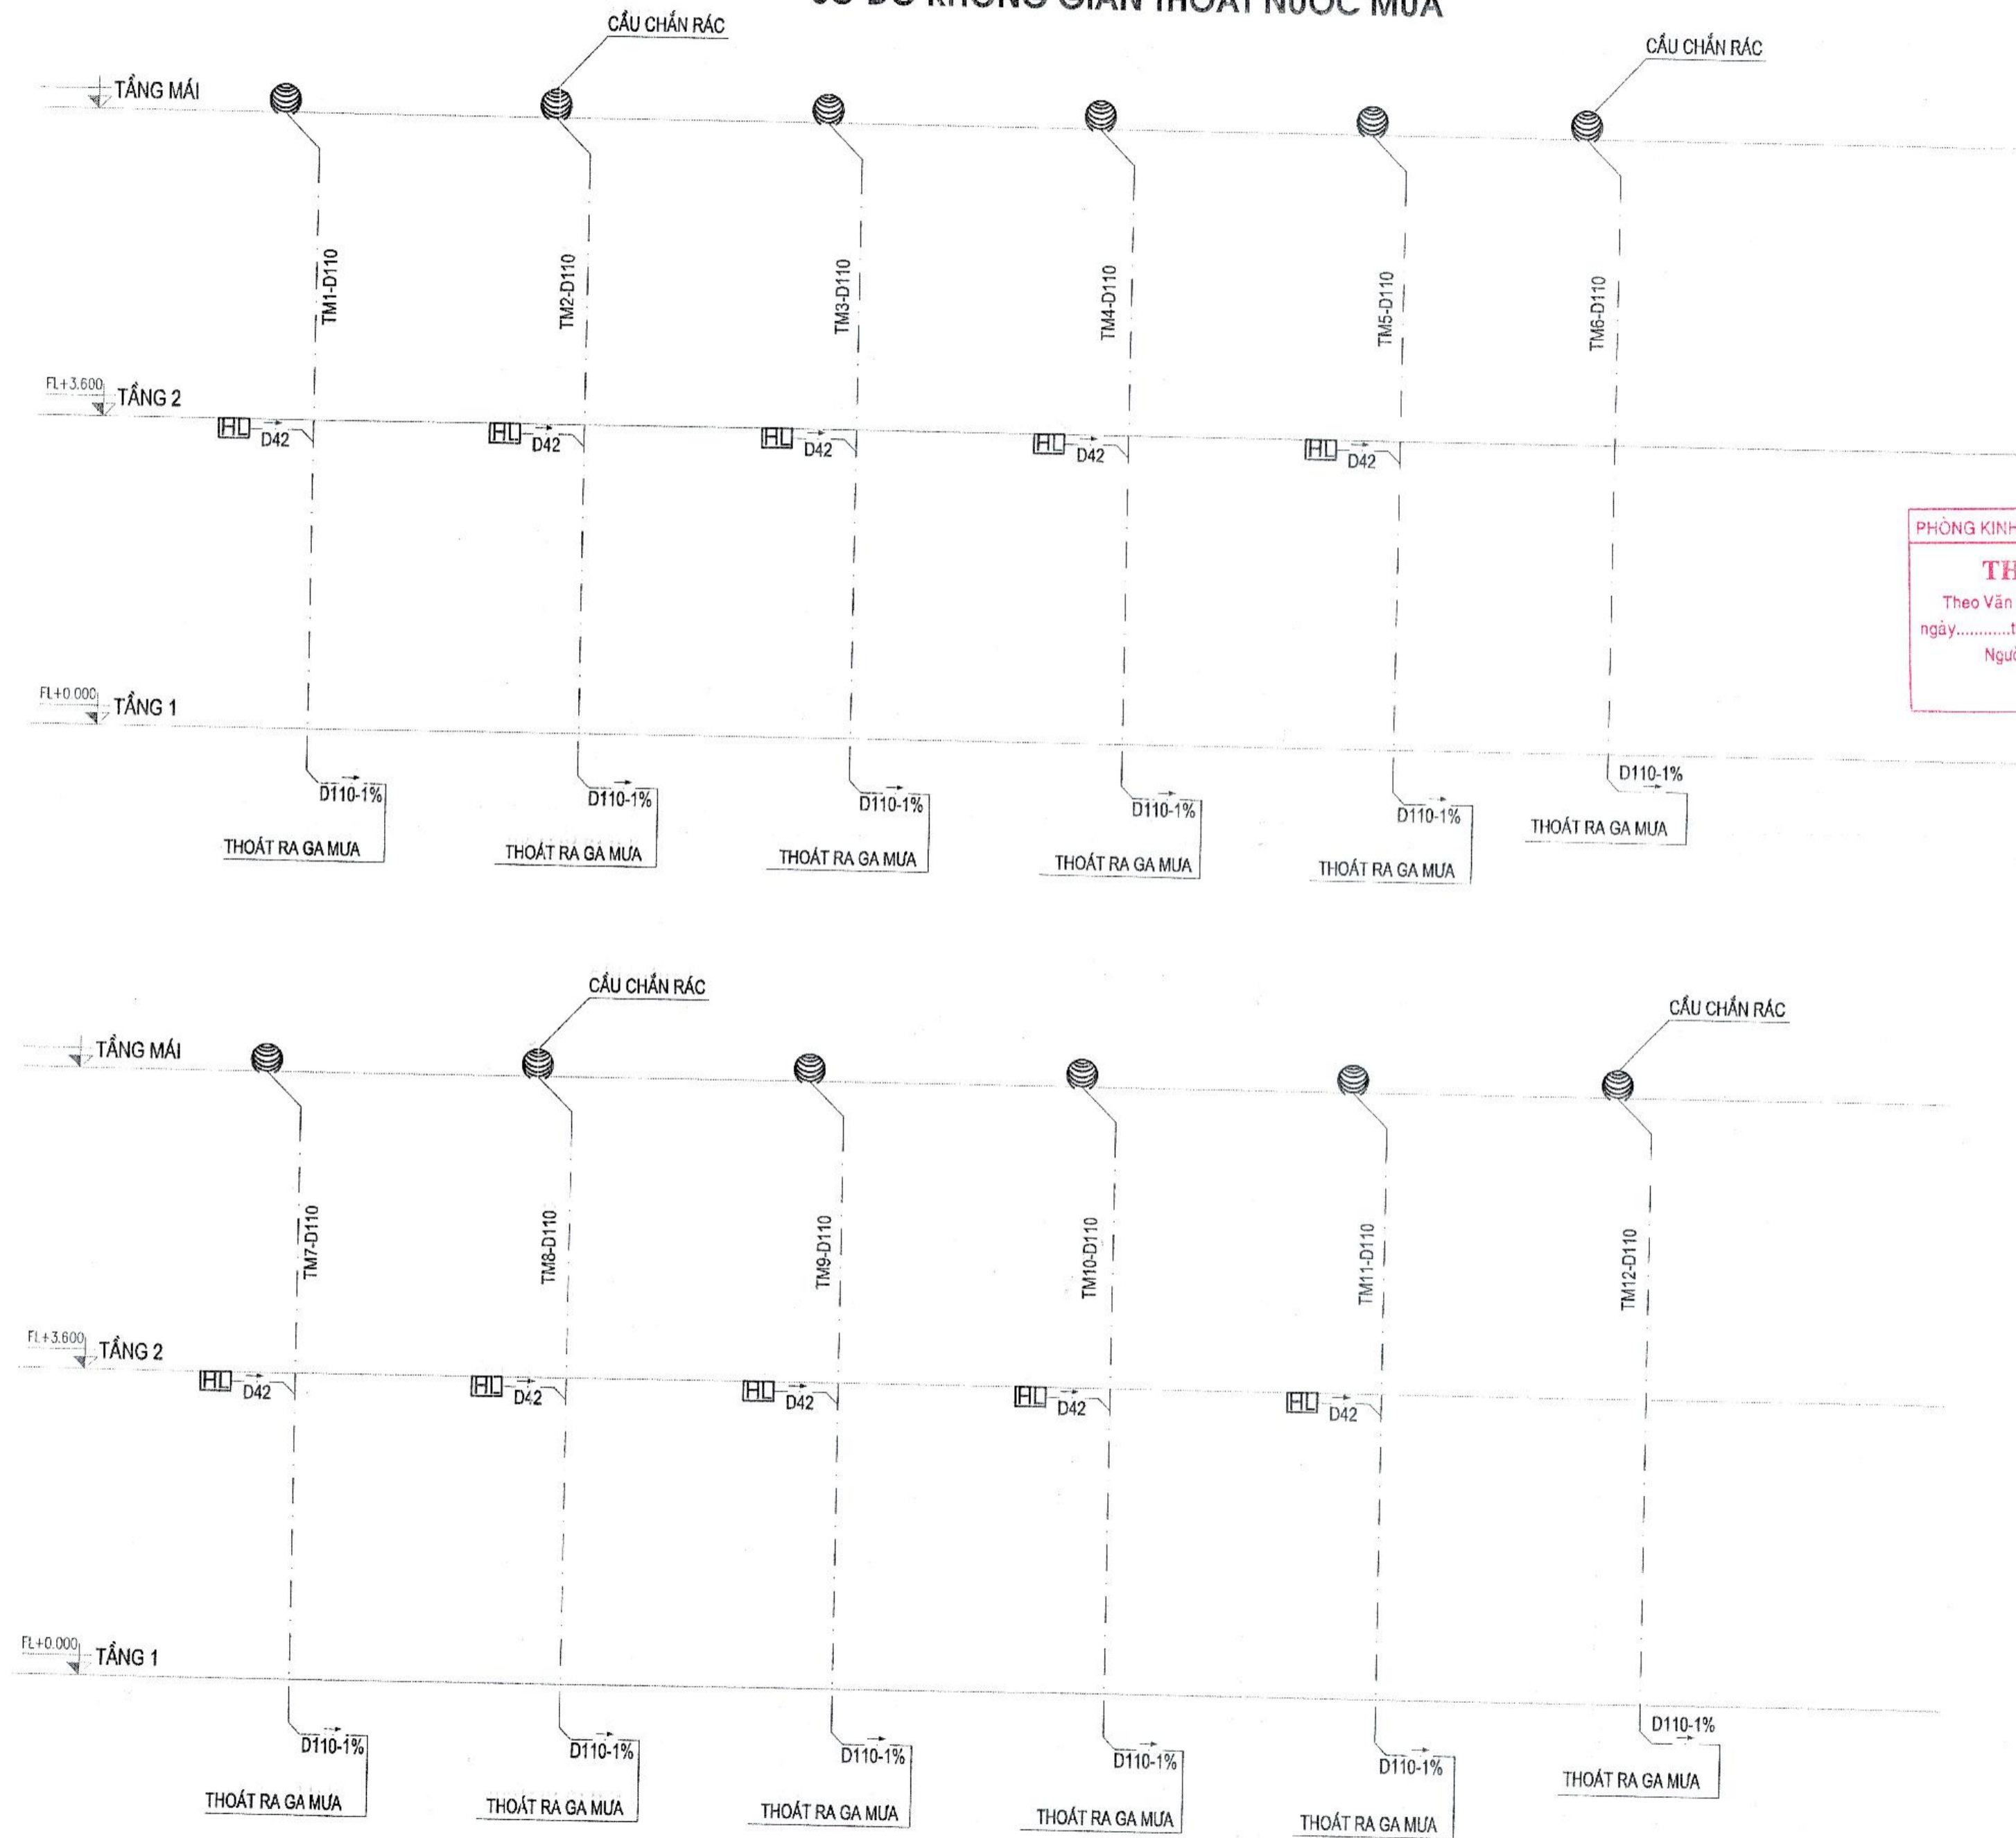 SƠ ĐỒ KHÔNG GIAN THOÁT NƯỚC MƯA
CẦU CHẮN RÁC
CẦU CHẮN RÁC
TẦNG MÁI
TM1-D110
TM2-D110
TM3-D110
TM4-D110
TM5-D110
TM6-D110
FL+3.600
TẦNG 2
HL D42
HL D42
HL D42
HL D42
HL D42
PHÒNG KINH
TH
Theo Văn
ngày............t
Ngườ
FL+0.000
TẦNG 1
D110-1%
D110-1%
D110-1%
D110-1%
D110-1%
D110-1%
THOÁT RA GA MƯA
THOÁT RA GA MƯA
THOÁT RA GA MƯA
THOÁT RA GA MƯA
THOÁT RA GA MƯA
THOÁT RA GA MƯA
CẦU CHẮN RÁC
CẦU CHẮN RÁC
TẦNG MÁI
TM7-D110
TM8-D110
TM9-D110
TM10-D110
TM11-D110
TM12-D110
FL+3.600
TẦNG 2
HL D42
HL D42
HL D42
HL D42
HL D42
FL+0.000
TẦNG 1
D110-1%
D110-1%
D110-1%
D110-1%
D110-1%
D110-1%
THOÁT RA GA MƯA
THOÁT RA GA MƯA
THOÁT RA GA MƯA
THOÁT RA GA MƯA
THOÁT RA GA MƯA
THOÁT RA GA MƯA